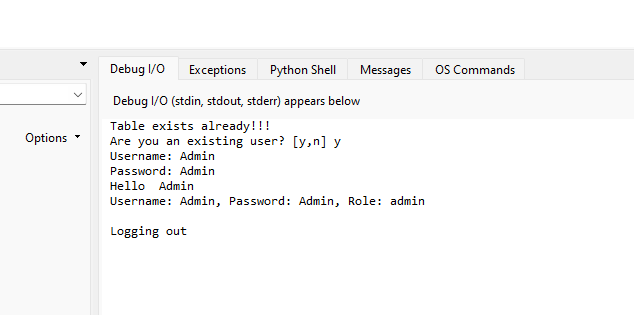 Debug I/O Exceptions Python Shell Messages OS Commands
Debug I/O (stdin, stdout, stderr) appears below
Options
Table exists already!!!
Are you an existing user? [y,n] y
Username: Admin
Password: Admin
Hello  Admin
Username: Admin, Password: Admin, Role: admin
Logging out